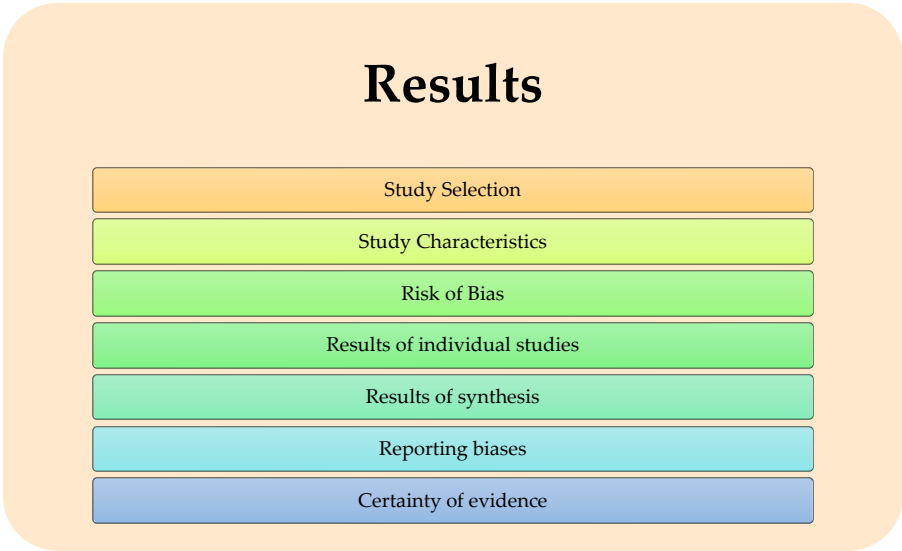 Results
Study Selection
Study Characteristics
Risk of Bias
Results of individual studies
Results of synthesis
Reporting biases
Certainty of evidence